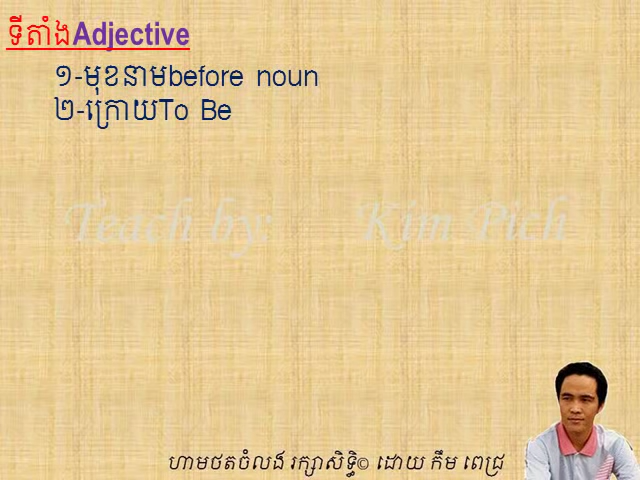 ទីតាំងAdjective
១-មុខនាមbefore noun
២-ក្រោយTo Be
Teach by: Kim Pich
ហាមថតចំលង រក្សាសិទ្ធិ© ដោយ កឹម ពេជ្រ